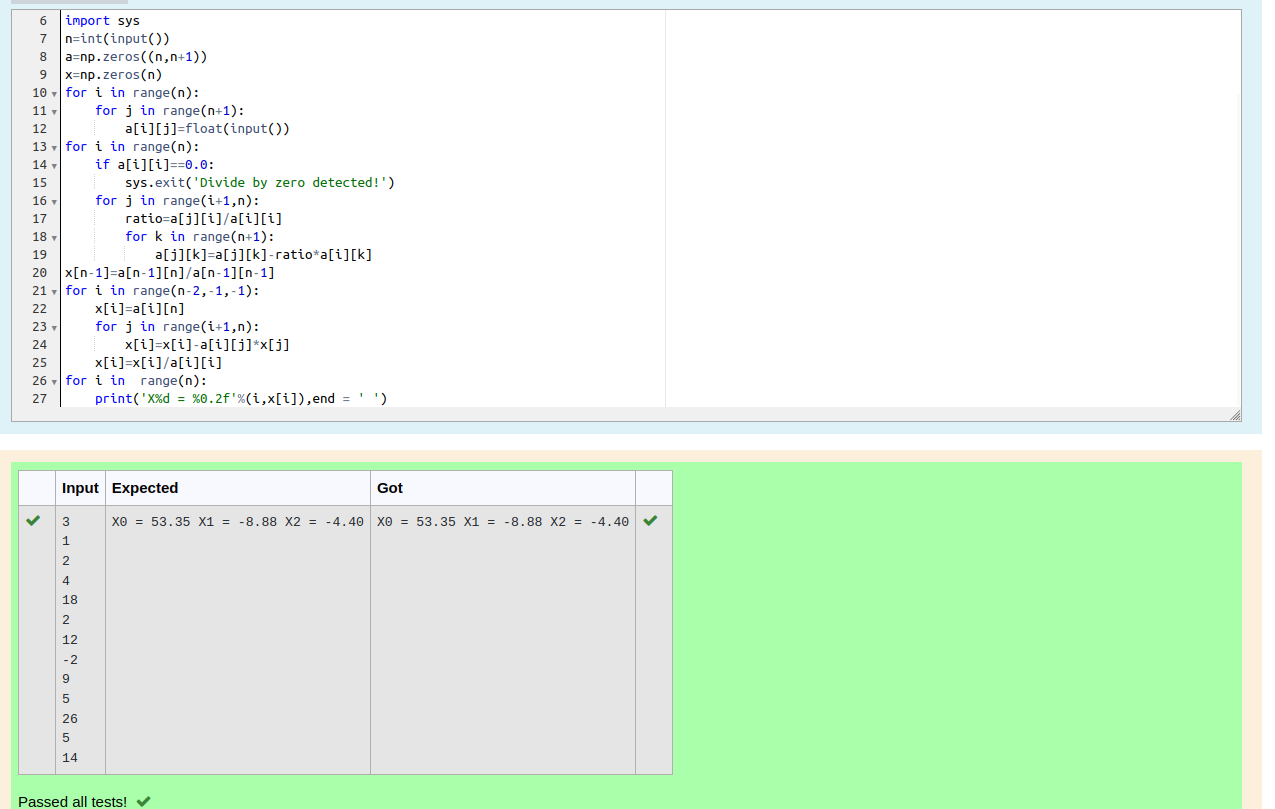 6 import sys
7 n=int(input())
8 a=np.zeros((n,n+1))
9 x=np.zeros(n)
10 for i in range(n):
11     for j in range(n+1):
12         a[i][j]=float(input())
13 for i in range(n):
14     if a[i][i]==0.0:
15         sys.exit('Divide by zero detected!')
16     for j in range(i+1,n):
17         ratio=a[j][i]/a[i][i]
18         for k in range(n+1):
19             a[j][k]=a[j][k]-ratio*a[i][k]
20 x[n-1]=a[n-1][n]/a[n-1][n-1]
21 for i in range(n-2,-1,-1):
22     x[i]=a[i][n]
23     for j in range(i+1,n):
24         x[i]=x[i]-a[i][j]*x[j]
25     x[i]=x[i]/a[i][i]
26 for i in  range(n):
27     print('X%d = %0.2f'%(i,x[i]),end = ' ')
Input Expected Got
3 X0 = 53.35 X1 = -8.88 X2 = -4.40 X0 = 53.35 X1 = -8.88 X2 = -4.40
1
2
4
18
2
12
-2
9
5
26
5
14
Passed all tests!